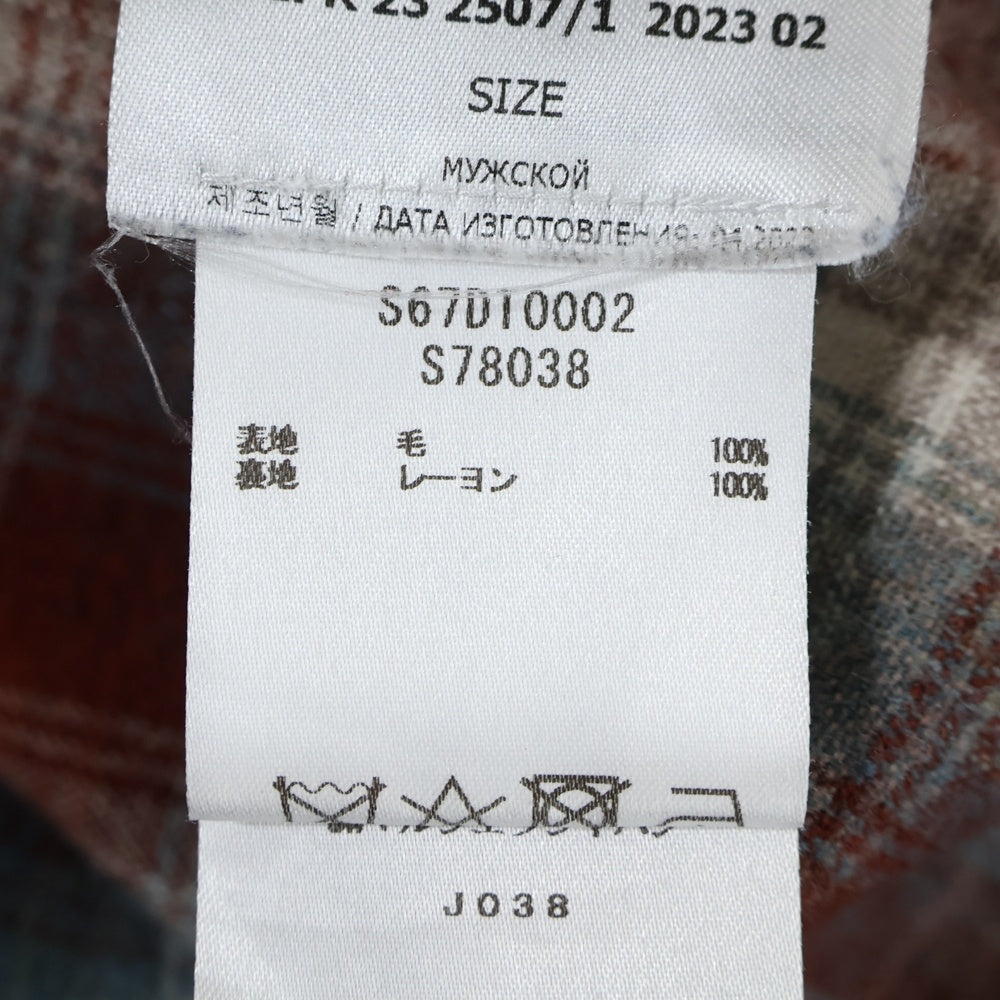 23 2507/1 2023 02
SIZE
МУЖСКОЙ
제조년월 / ДАТА ИЗГОТОВЛЕНИЯ:
S67DT0002
S78038
表地 毛 100%
裏地 レーヨン 100%
J038